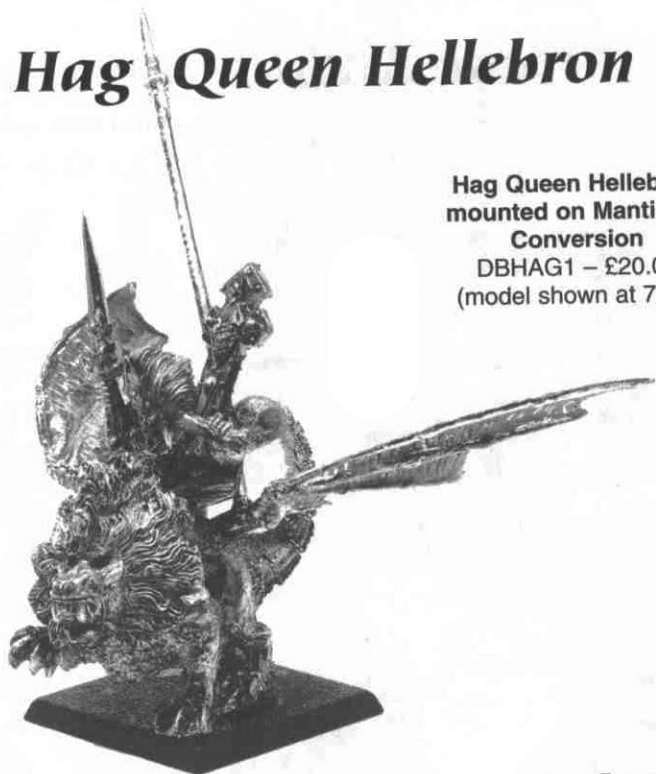 Hag Queen Hellebron
Hag Queen Helleb
mounted on Manti
Conversion
DBHAG1 – £20.0
(model shown at 7